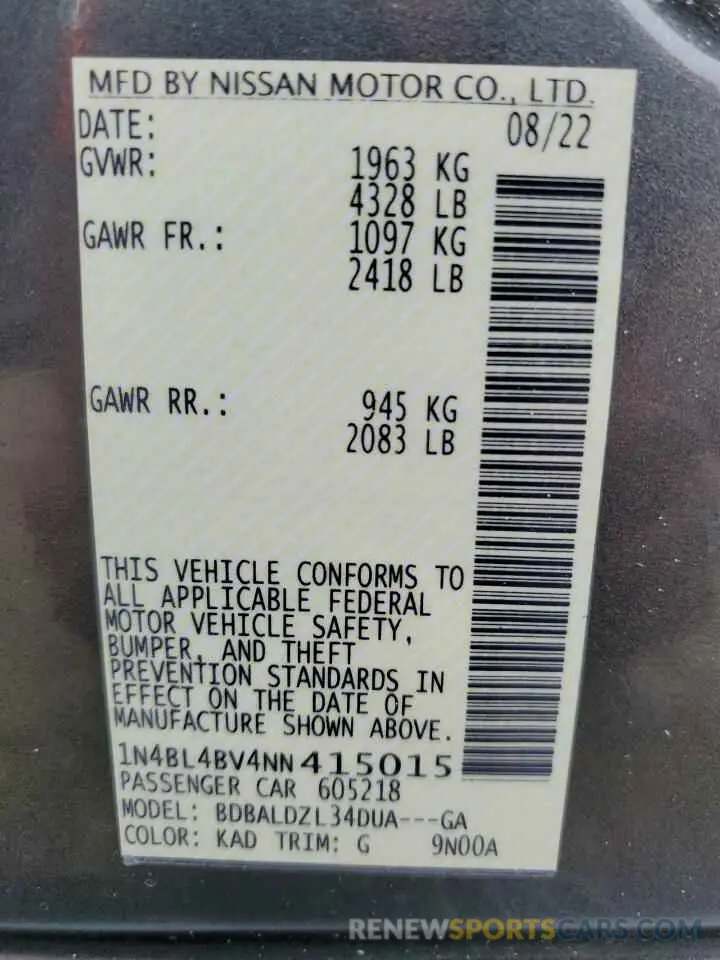 MFD BY NISSAN MOTOR CO., LTD.
DATE: 08/22
GVWR: 1963 KG
4328 LB
GAWR FR.: 1097 KG
2418 LB
GAWR RR.: 945 KG
2083 LB
THIS VEHICLE CONFORMS TO
ALL APPLICABLE FEDERAL
MOTOR VEHICLE SAFETY,
BUMPER, AND THEFT
PREVENTION STANDARDS IN
EFFECT ON THE DATE OF
MANUFACTURE SHOWN ABOVE.
1N4BL4BV4NN415015
PASSENGER CAR 605218
MODEL: BDBALDZL34DUA---GA
COLOR: KAD TRIM: G 9N00A
RENEWSPORTSCARS.COM